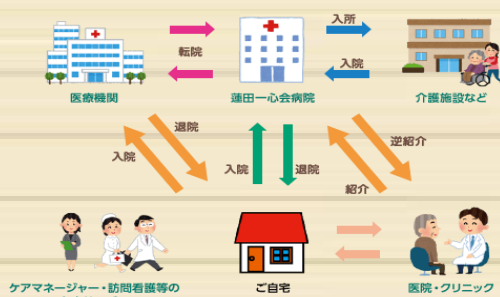 転院
入所
入院
医療機関
蓮田一心会病院
介護施設など
退院
入院
入院
退院
逆紹介
紹介
ケアマネージャー・訪問看護等の
ご自宅
医院・クリニック